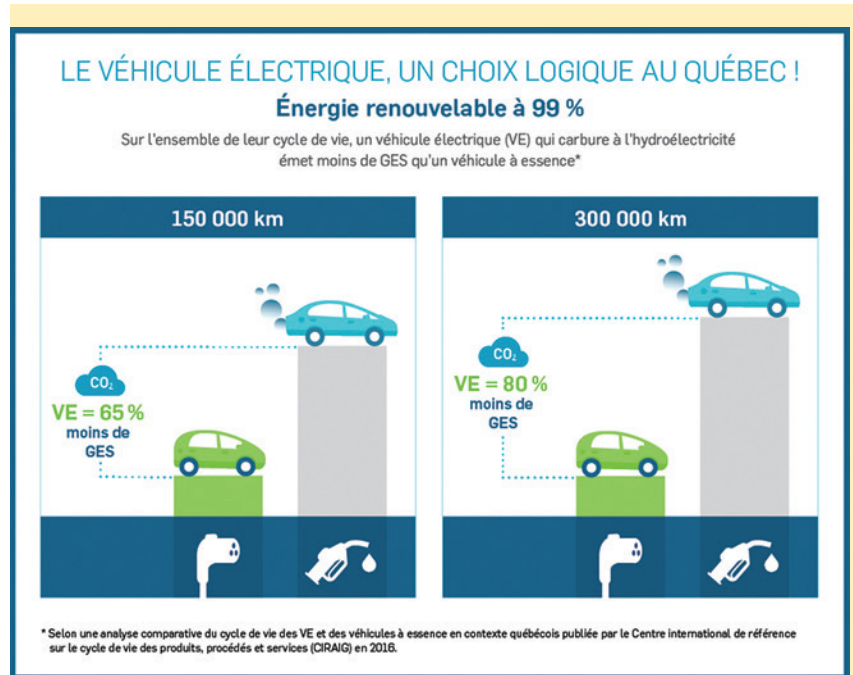 LE VÉHICULE ÉLECTRIQUE, UN CHOIX LOGIQUE AU QUÉBEC !
Énergie renouvelable à 99 %
Sur l'ensemble de leur cycle de vie, un véhicule électrique (VE) qui carbure à l'hydroélectricité
émet moins de GES qu'un véhicule à essence*
150 000 km
CO₂
VE = 65 %
moins de
GES
300 000 km
CO₂
VE = 80 %
moins de
GES
* Selon une analyse comparative du cycle de vie des VE et des véhicules à essence en contexte québécois publiée par le Centre international de référence
sur le cycle de vie des produits, procédés et services (CIRAIG) en 2016.